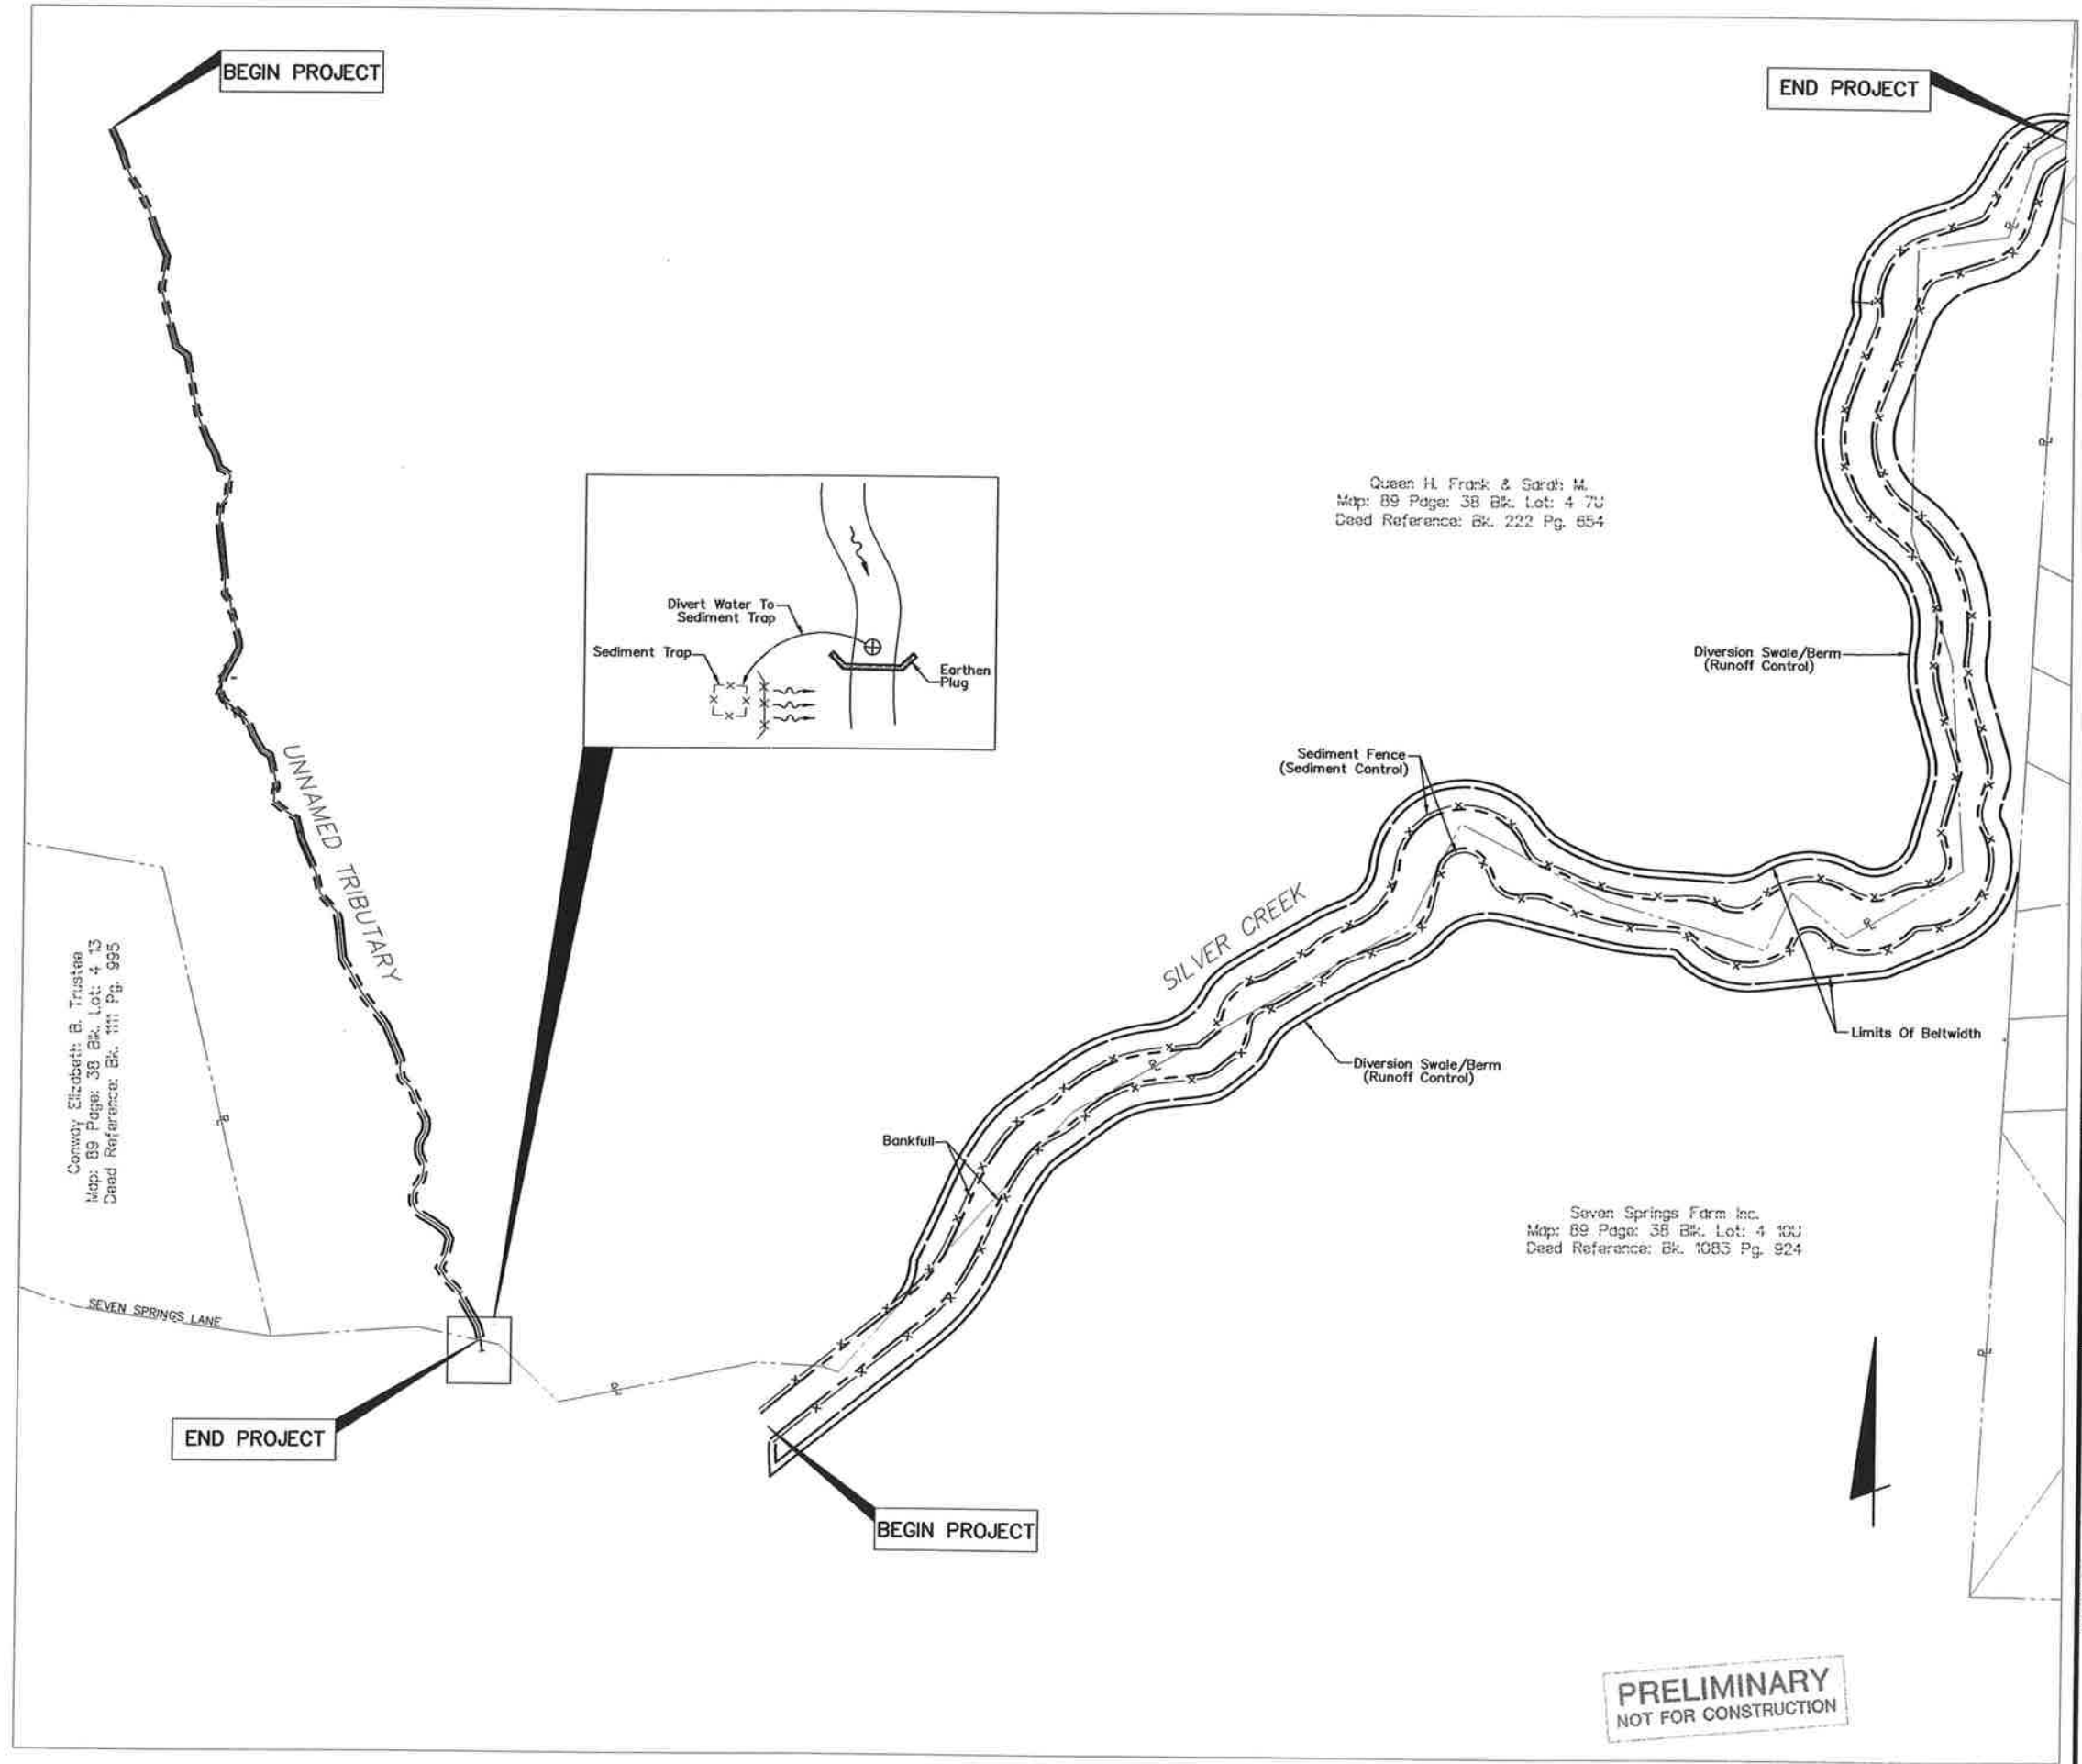 BEGIN PROJECT
END PROJECT
Queen H. Frank & Sarah M.
Map: 89 Page: 38 Blk. Lot: 4 7U
Deed Reference: Bk. 222 Pg. 654
Divert Water To
Sediment Trap
Sediment Trap
Earthen
Plug
Diversion Swale/Berm
(Runoff Control)
Sediment Fence
(Sediment Control)
UNNAMED TRIBUTARY
SILVER CREEK
Conway Elizabeth B. Trustee
Map: 89 Page: 38 Blk. Lot: 4 13
Deed Reference: Bk. 1111 Pg. 995
Limits Of Beltwidth
Diversion Swale/Berm
(Runoff Control)
Bankfull
Seven Springs Farm Inc.
Map: 89 Page: 38 Blk. Lot: 4 10U
Deed Reference: Bk. 1083 Pg. 924
SEVEN SPRINGS LANE
END PROJECT
BEGIN PROJECT
PRELIMINARY
NOT FOR CONSTRUCTION